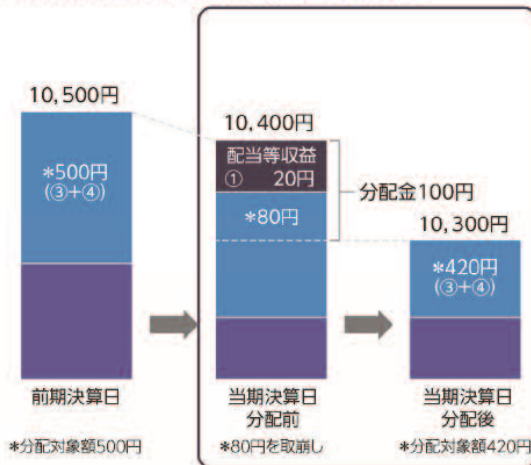 10,500円
*500円
(③+④)
前期決算日
*分配対象額500円
10,400円
配当等収益
① 20円
*80円
分配金100円
当期決算日
分配前
*80円を取崩し
10,300円
*420円
(③+④)
当期決算日
分配後
*分配対象額420円